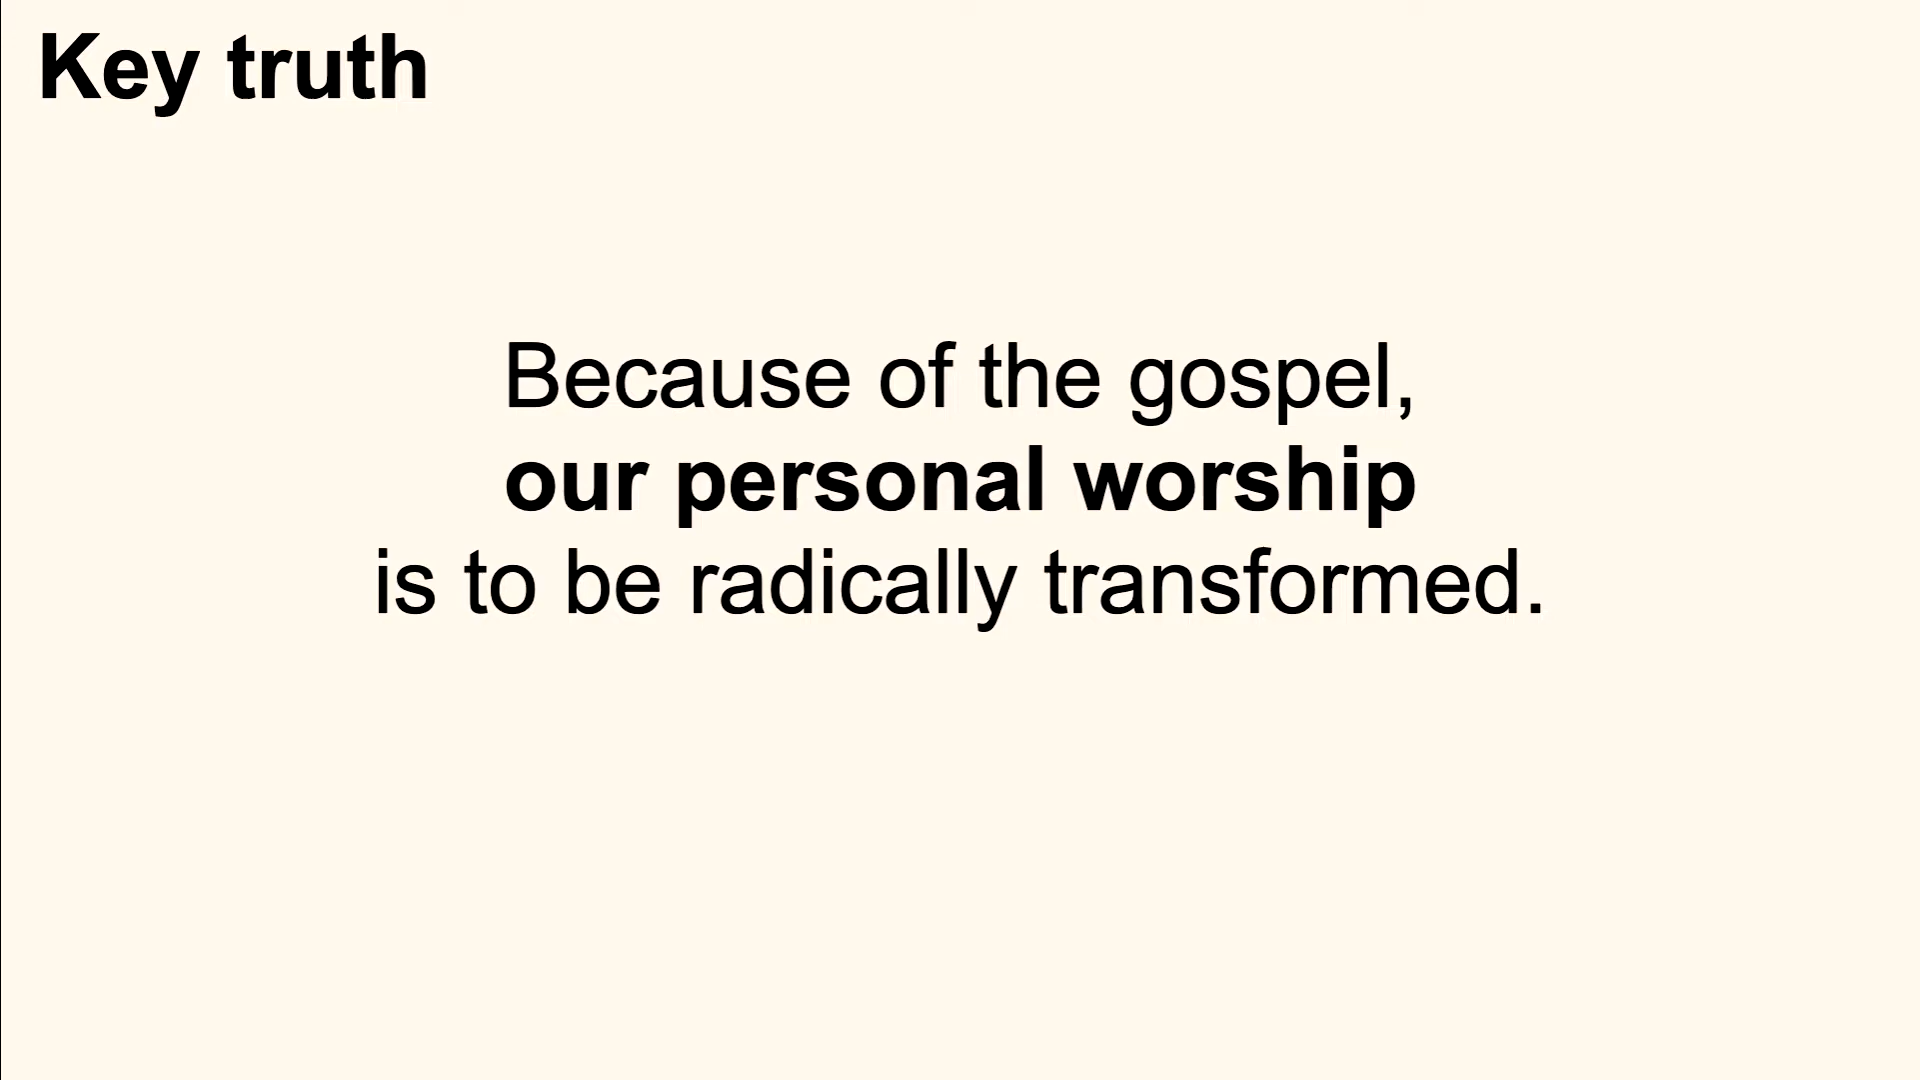 Key truth
Because of the gospel,
our personal worship
is to be radically transformed.